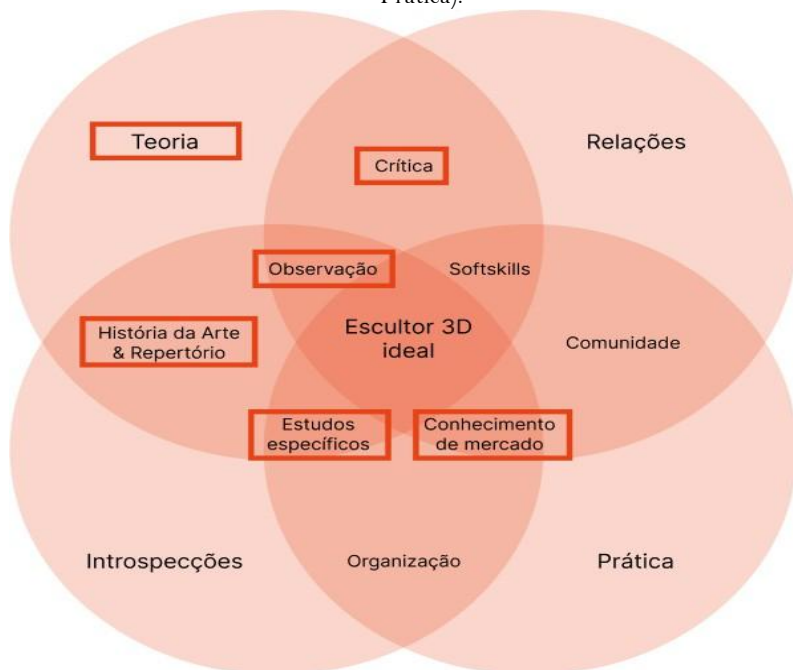 Prática).
Teoria
Relações
Crítica
Observação
Softskills
História da Arte
& Repertório
Escultor 3D
ideal
Comunidade
Estudos
específicos
Conhecimento
de mercado
Introspecções
Organização
Prática